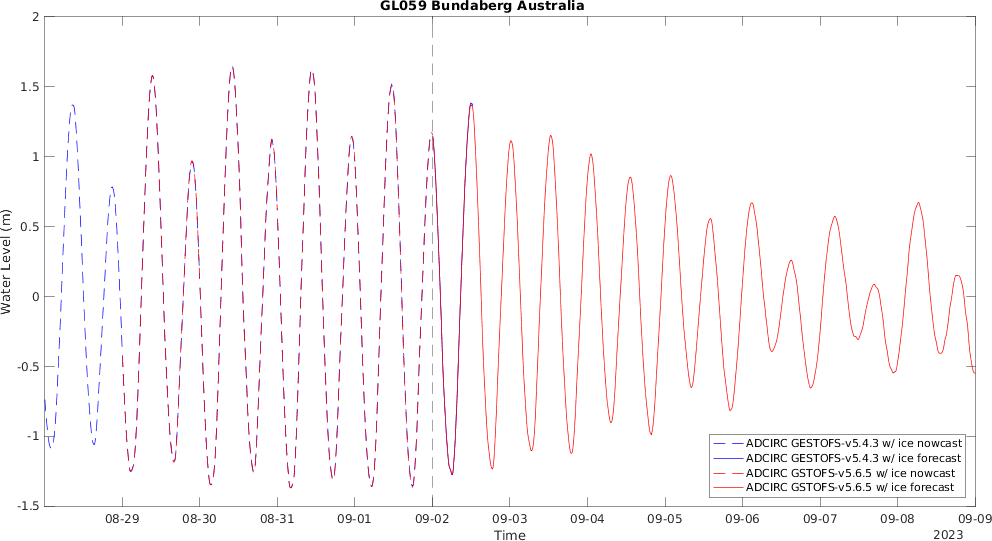 GL059 Bundaberg Australia
2
1.5
1
0.5
0
-0.5
-1
-1.5
Water Level (m)
ADCIRC GESTOFS-v5.4.3 w/ ice nowcast
ADCIRC GESTOFS-v5.4.3 w/ ice forecast
ADCIRC GSTOFS-v5.6.5 w/ ice nowcast
ADCIRC GSTOFS-v5.6.5 w/ ice forecast
08-29 08-30 08-31 09-01 09-02 09-03 09-04 09-05 09-06 09-07 09-08 09-09
Time
2023